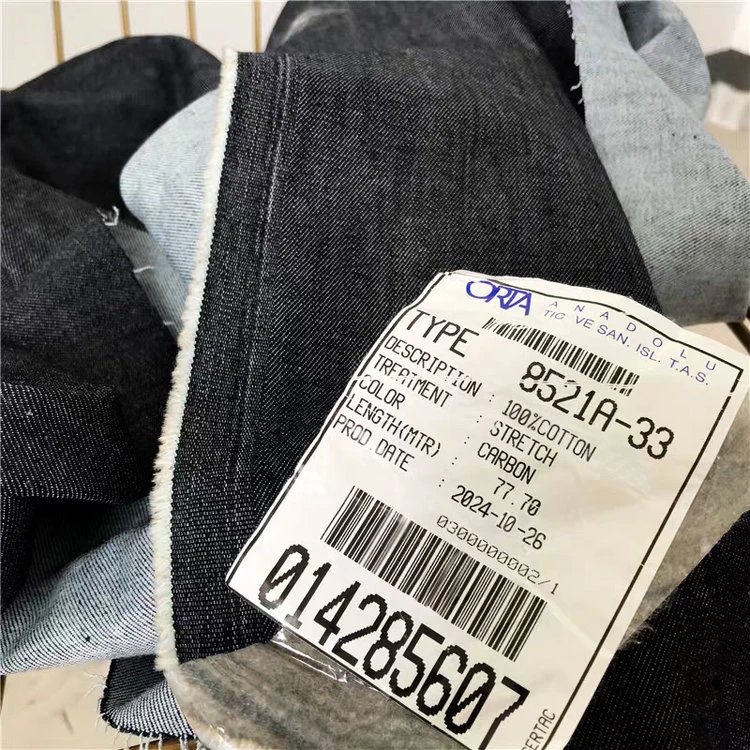 ORTA ANADOLU
TIC VE SAN. ISL. T.A.S.
TYPE 8521A-33
DESCRIPTION : 100%COTTON
TREATMENT : STRETCH
COLOR : CARBON
LENGTH(MTR) : 77.70
PROD.DATE : 2024-10-26
0300000002/1
014285607